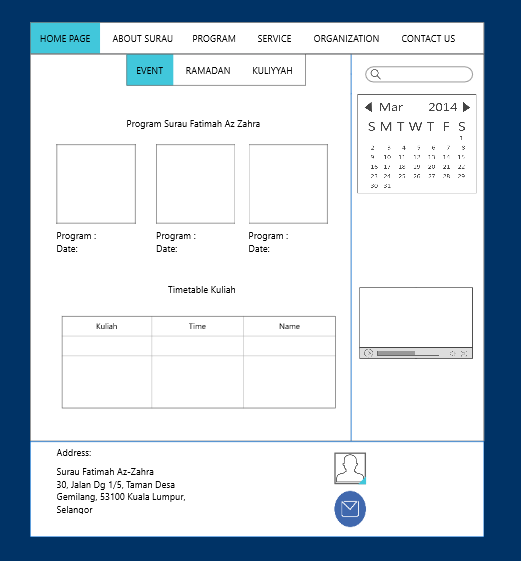 HOME PAGE ABOUT SURAU PROGRAM SERVICE ORGANIZATION CONTACT US
EVENT RAMADAN KULIYYAH
Program Surau Fatimah Az Zahra
Program : Program : Program :
Date: Date: Date:
Timetable Kuliah
Kuliah Time Name
Mar 2014
S M T W T F S
1
2 3 4 5 6 7 8
9 10 11 12 13 14 15
16 17 18 19 20 21 22
23 24 25 26 27 28 29
30 31
Address:
Surau Fatimah Az-Zahra
30, Jalan Dg 1/5, Taman Desa
Gemilang, 53100 Kuala Lumpur,
Selangor